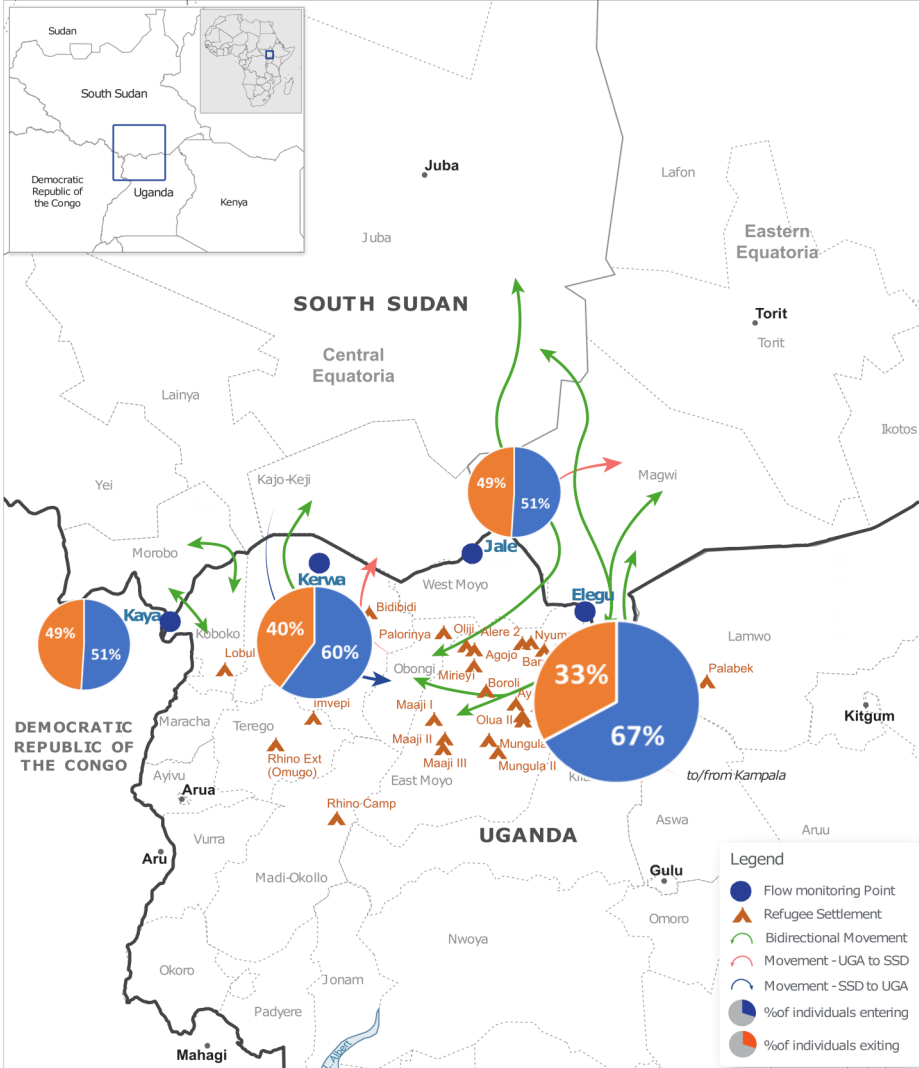 Sudan
South Sudan
Democratic
Republic of
the Congo
Uganda
Kenya
Juba
Juba
Lafon
Eastern
Equatoria
SOUTH SUDAN
Torit
Torit
Central
Equatoria
Lainya
Ikotos
Yei
Kajo-Keji
49%
51%
Magwi
Morobo
Jale
Kerwa
West Moyo
Elegu
Kaya
Koboko
49%
51%
40%
60%
Bidibidi
Palorinya
Oliji
Alere 2
Nyum
Agojo
Bar
Lamwo
Lobul
Obongi
Mirieyi
Boroli
Palabek
33%
67%
Ay
Imvepi
Maaji I
Olua II
Kitgum
DEMOCRATIC
REPUBLIC OF
THE CONGO
Maracha
Terego
Maaji II
Mungula
Rhino Ext
(Omugo)
Maaji III
Mungula II
Ayivu
East Moyo
to/from Kampala
Arua
Rhino Camp
Aswa
Aruu
Vurra
UGANDA
Aru
Gulu
Madi-Okollo
Omoro
Nwoya
Okoro
Jonam
Padyere
Mahagi
Albert
Legend
Flow monitoring Point
Refugee Settlement
Bidirectional Movement
Movement - UGA to SSD
Movement - SSD to UGA
%of individuals entering
%of individuals exiting